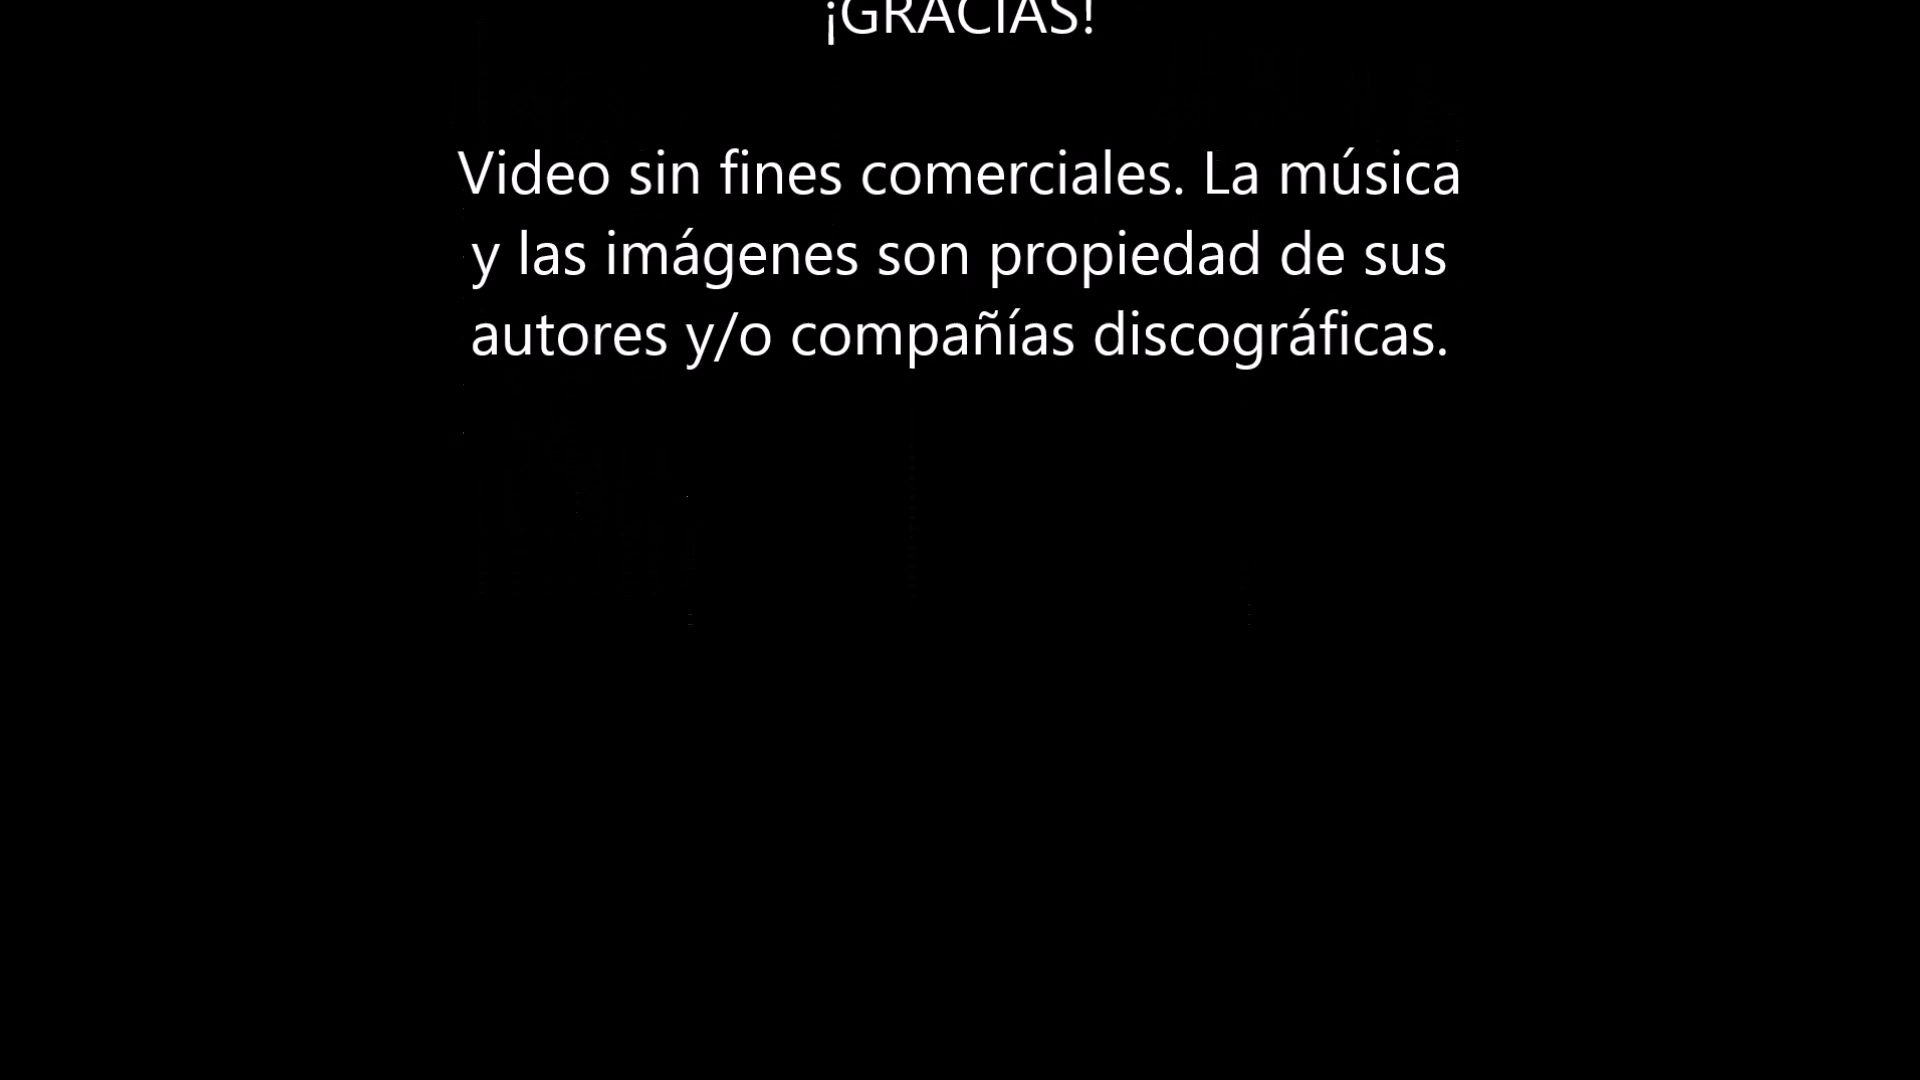 ¡GRACIAS!
Video sin fines comerciales. La música
y las imágenes son propiedad de sus
autores y/o compañías discográficas.